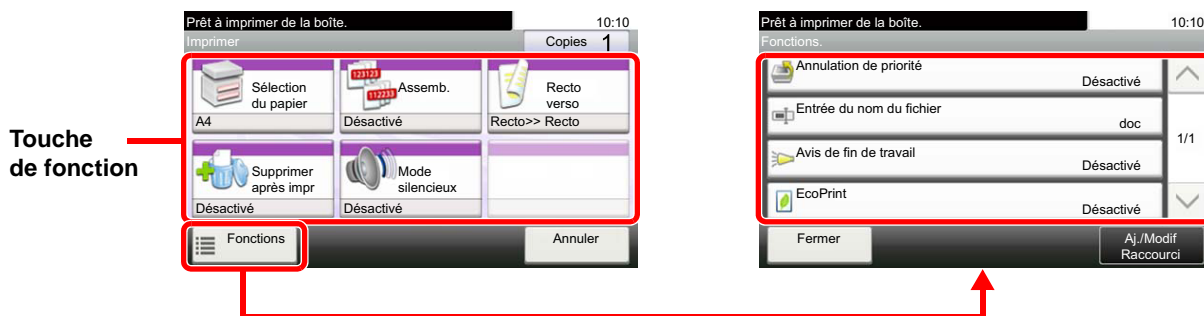 Touche
de fonction
Prêt à imprimer de la boîte.
10:10
Imprimer
Copies 1
Sélection
du papier
A4
123123
112233
Assemb.
Désactivé
Recto
verso
Recto>> Recto
Supprimer
après impr
Désactivé
Mode
silencieux
Désactivé
Fonctions
Annuler
Prêt à imprimer de la boîte.
10:10
Fonctions.
Annulation de priorité
Désactivé
Entrée du nom du fichier
doc
Avis de fin de travail
Désactivé
EcoPrint
Désactivé
1/1
Fermer
Aj./Modif
Raccourci